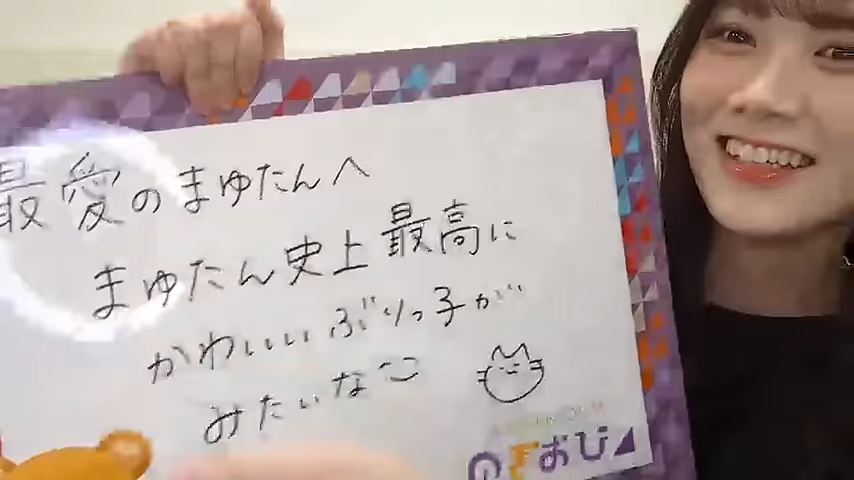 最愛のまゆたんへ
まゆたん史上最高に
かわいいぶりっ子が
みたいなこ
のぎおび